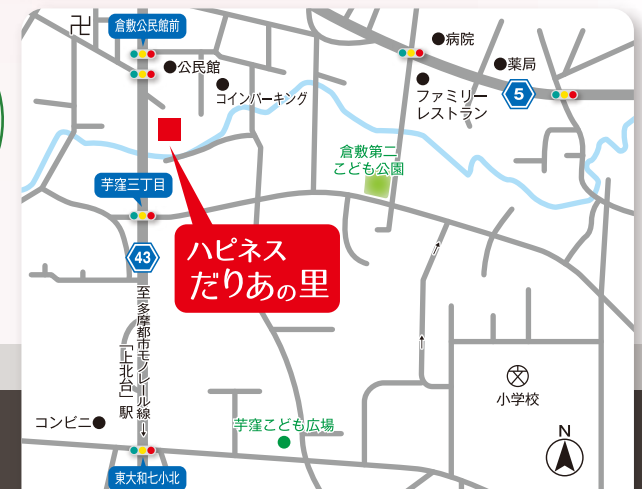 倉敷公民館前
公民館
コインパーキング
病院
薬局
5
ファミリー
レストラン
倉敷第二
こども公園
芋窪三丁目
43
ハピネス
だりあの里
至多摩都市モノレール線→
「上北台」駅
コンビニ
芋窪こども広場
小学校
文
N
東大和七小北